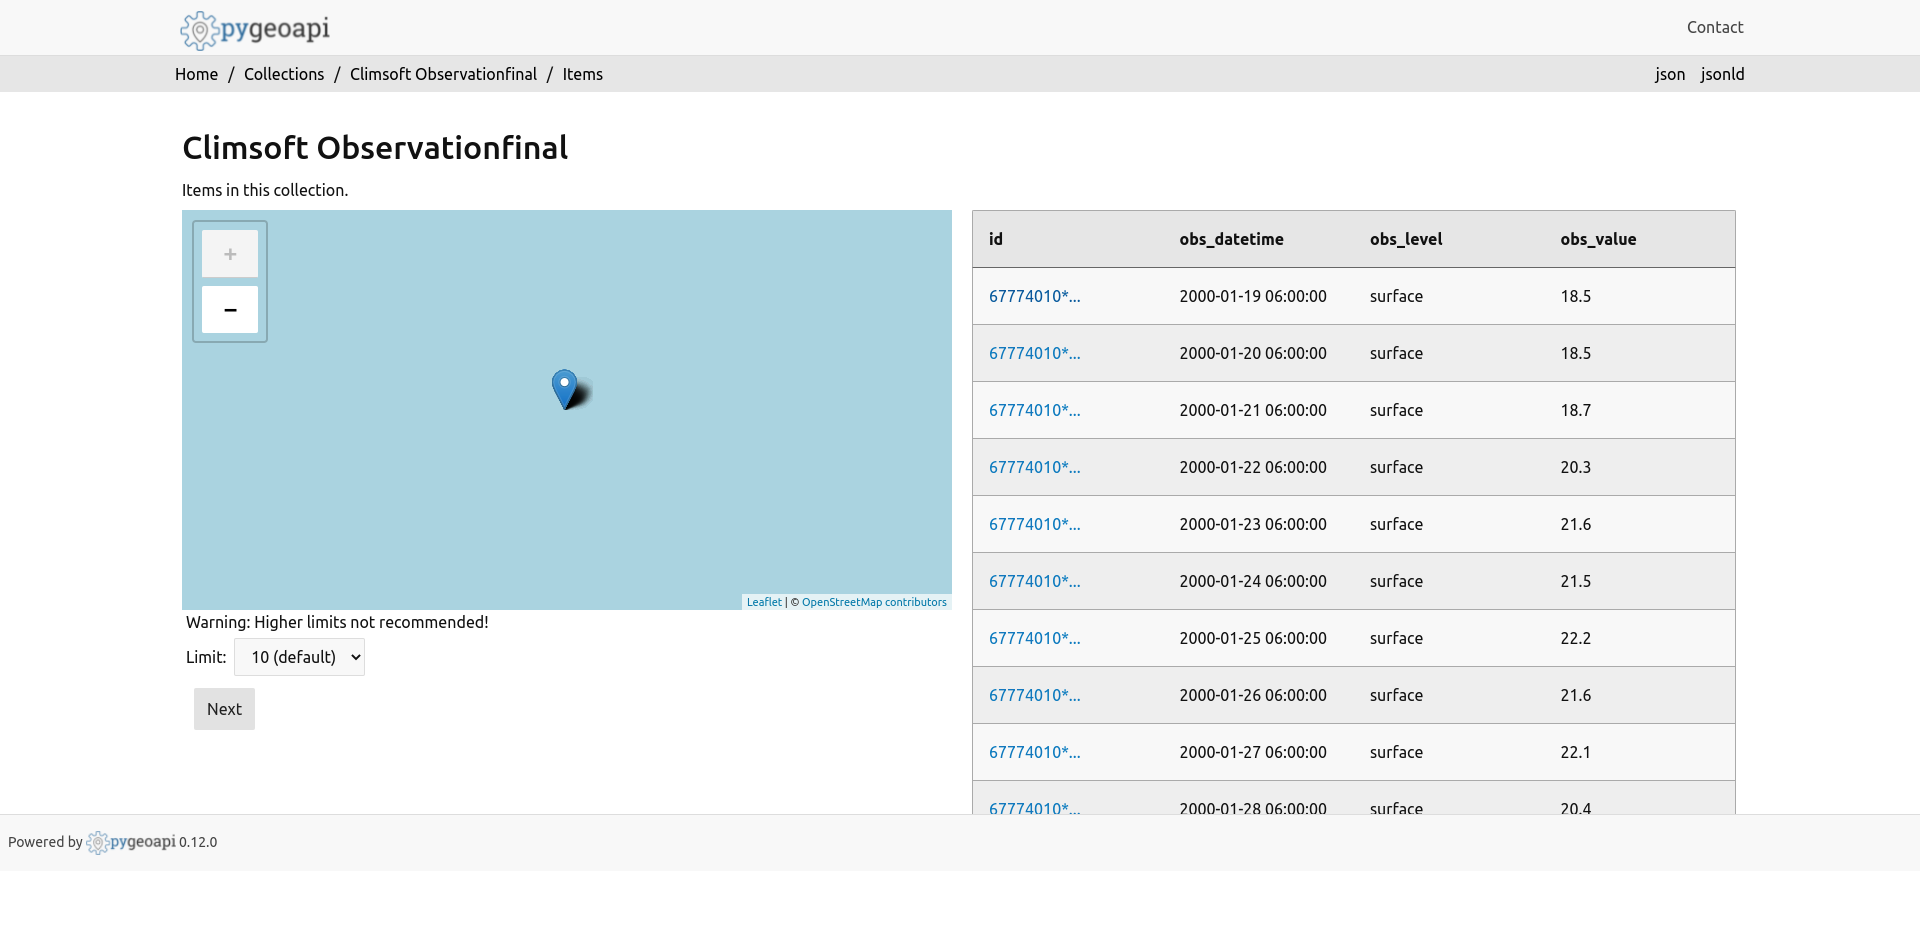 pygeoapi
Contact
Home / Collections / Climsoft Observationfinal / Items
json jsonld
Climsoft Observationfinal
Items in this collection.
+
−
Leaflet | © OpenStreetMap contributors
Warning: Higher limits not recommended!
Limit: 10 (default)
Next
id obs_datetime obs_level obs_value
67774010*... 2000-01-19 06:00:00 surface 18.5
67774010*... 2000-01-20 06:00:00 surface 18.5
67774010*... 2000-01-21 06:00:00 surface 18.7
67774010*... 2000-01-22 06:00:00 surface 20.3
67774010*... 2000-01-23 06:00:00 surface 21.6
67774010*... 2000-01-24 06:00:00 surface 21.5
67774010*... 2000-01-25 06:00:00 surface 22.2
67774010*... 2000-01-26 06:00:00 surface 21.6
67774010*... 2000-01-27 06:00:00 surface 22.1
67774010*... 2000-01-28 06:00:00 surface 20.4
Powered by pygeoapi 0.12.0